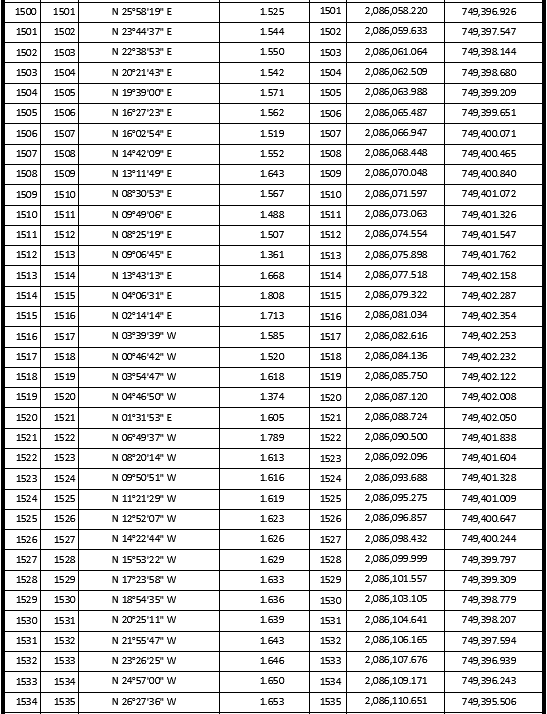 1500 1501 N 25°58'19" E 1.525 1501 2,086,058.220 749,396.926
1501 1502 N 23°44'37" E 1.544 1502 2,086,059.633 749,397.547
1502 1503 N 22°38'53" E 1.550 1503 2,086,061.064 749,398.144
1503 1504 N 20°21'43" E 1.542 1504 2,086,062.509 749,398.680
1504 1505 N 19°39'00" E 1.571 1505 2,086,063.988 749,399.209
1505 1506 N 16°27'23" E 1.562 1506 2,086,065.487 749,399.651
1506 1507 N 16°02'54" E 1.519 1507 2,086,066.947 749,400.071
1507 1508 N 14°42'09" E 1.552 1508 2,086,068.448 749,400.465
1508 1509 N 13°11'49" E 1.643 1509 2,086,070.048 749,400.840
1509 1510 N 08°30'53" E 1.567 1510 2,086,071.597 749,401.072
1510 1511 N 09°49'06" E 1.488 1511 2,086,073.063 749,401.326
1511 1512 N 08°25'19" E 1.507 1512 2,086,074.554 749,401.547
1512 1513 N 09°06'45" E 1.361 1513 2,086,075.898 749,401.762
1513 1514 N 13°43'13" E 1.668 1514 2,086,077.518 749,402.158
1514 1515 N 04°06'31" E 1.808 1515 2,086,079.322 749,402.287
1515 1516 N 02°14'14" E 1.713 1516 2,086,081.034 749,402.354
1516 1517 N 03°39'39" W 1.585 1517 2,086,082.616 749,402.253
1517 1518 N 00°46'42" W 1.520 1518 2,086,084.136 749,402.232
1518 1519 N 03°54'47" W 1.618 1519 2,086,085.750 749,402.122
1519 1520 N 04°46'50" W 1.374 1520 2,086,087.120 749,402.008
1520 1521 N 01°31'53" E 1.605 1521 2,086,088.724 749,402.050
1521 1522 N 06°49'37" W 1.789 1522 2,086,090.500 749,401.838
1522 1523 N 08°20'14" W 1.613 1523 2,086,092.096 749,401.604
1523 1524 N 09°50'51" W 1.616 1524 2,086,093.688 749,401.328
1524 1525 N 11°21'29" W 1.619 1525 2,086,095.275 749,401.009
1525 1526 N 12°52'07" W 1.623 1526 2,086,096.857 749,400.647
1526 1527 N 14°22'44" W 1.626 1527 2,086,098.432 749,400.244
1527 1528 N 15°53'22" W 1.629 1528 2,086,099.999 749,399.797
1528 1529 N 17°23'58" W 1.633 1529 2,086,101.557 749,399.309
1529 1530 N 18°54'35" W 1.636 1530 2,086,103.105 749,398.779
1530 1531 N 20°25'11" W 1.639 1531 2,086,104.641 749,398.207
1531 1532 N 21°55'47" W 1.643 1532 2,086,106.165 749,397.594
1532 1533 N 23°26'25" W 1.646 1533 2,086,107.676 749,396.939
1533 1534 N 24°57'00" W 1.650 1534 2,086,109.171 749,396.243
1534 1535 N 26°27'36" W 1.653 1535 2,086,110.651 749,395.506